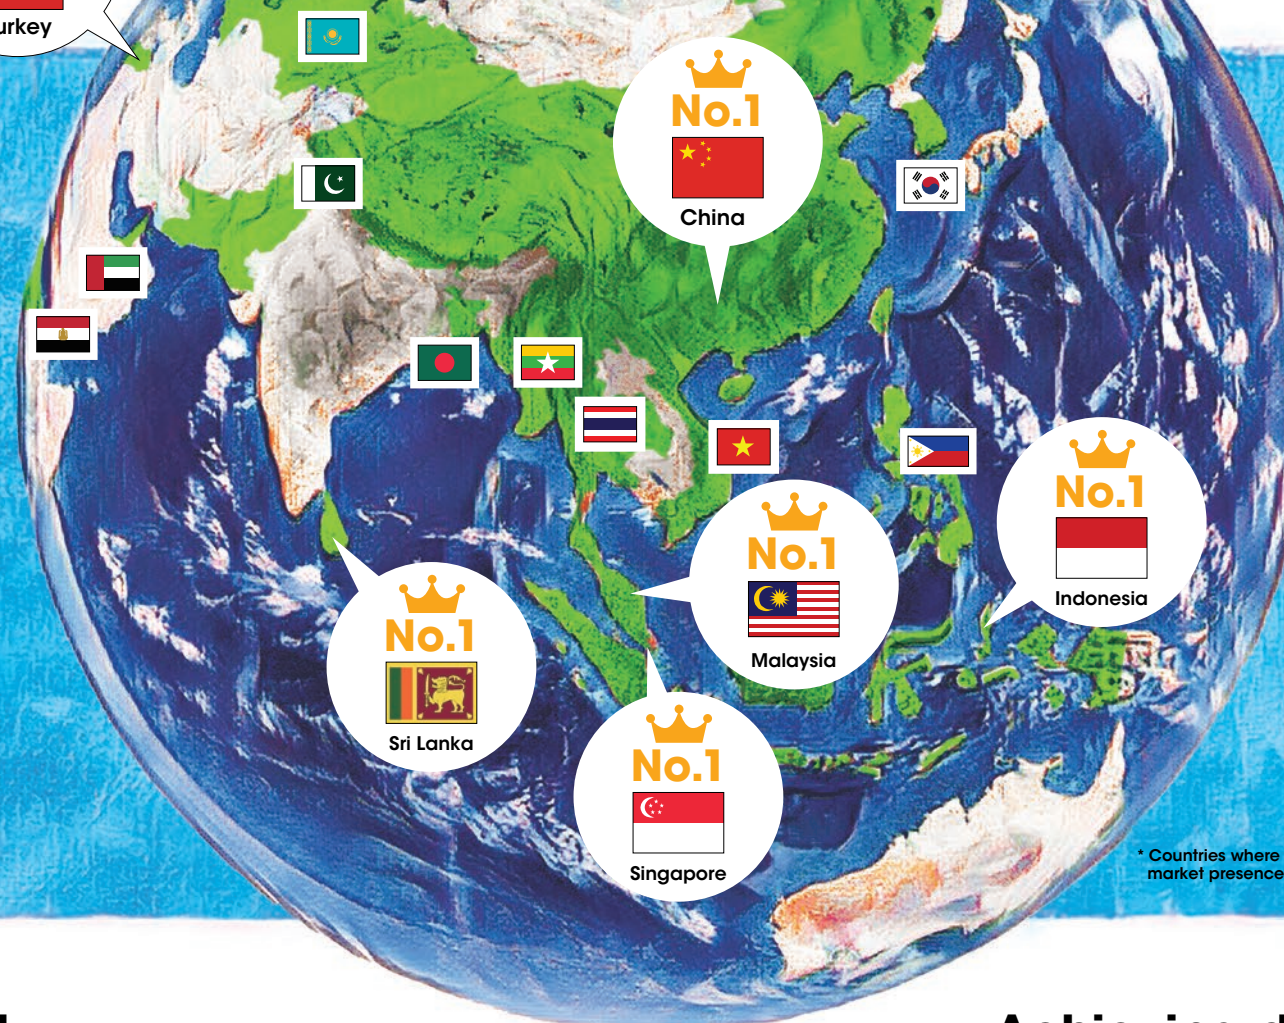 No.1
China
No.1
Indonesia
No.1
Malaysia
No.1
Sri Lanka
No.1
Singapore
* Countries where
market presence